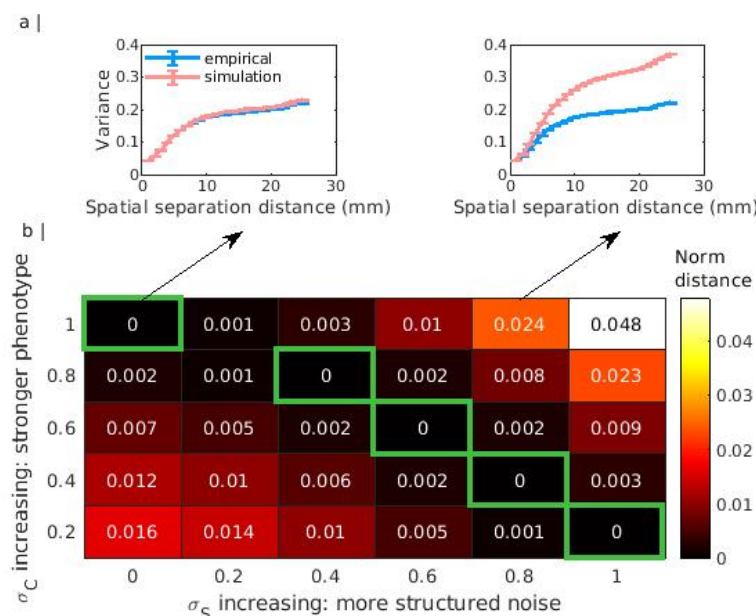 a |
0.4
0.3
0.2
0.1
0
Variance
empirical
simulation
0 10 20 30
Spatial separation distance (mm)
0.4
0.3
0.2
0.1
0
0 10 20 30
Spatial separation distance (mm)
b |
Norm
distance
0.04
0.03
0.02
0.01
0
σC increasing: stronger phenotype
1 0 0.001 0.003 0.01 0.024 0.048
0.8 0.002 0.001 0 0.002 0.008 0.023
0.6 0.007 0.005 0.002 0 0.002 0.009
0.4 0.012 0.01 0.006 0.002 0 0.003
0.2 0.016 0.014 0.01 0.005 0.001 0
0 0.2 0.4 0.6 0.8 1
σS increasing: more structured noise